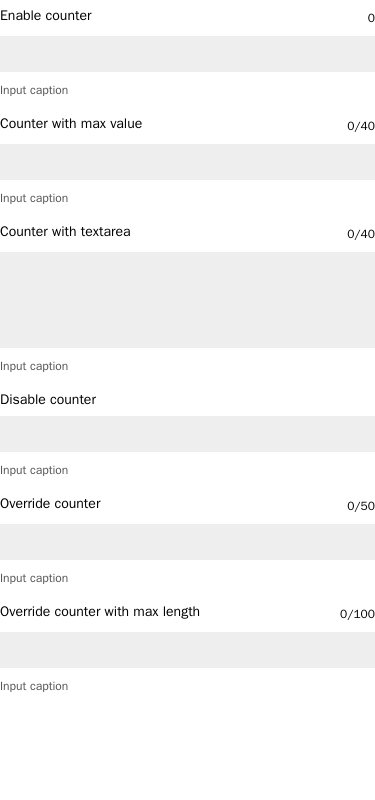 Enable counter 0
Input caption
Counter with max value 0/40
Input caption
Counter with textarea 0/40
Input caption
Disable counter
Input caption
Override counter 0/50
Input caption
Override counter with max length 0/100
Input caption